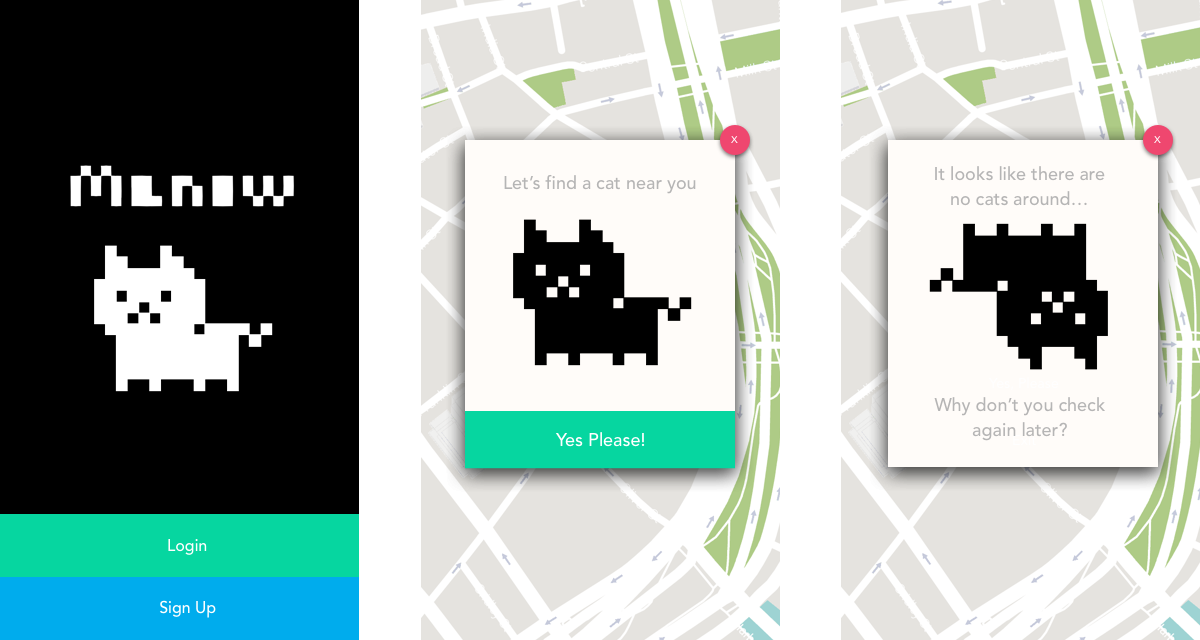 Menow
Login
Sign Up
x
Let's find a cat near you
Yes Please!
x
It looks like there are
no cats around...
Why don't you check
again later?